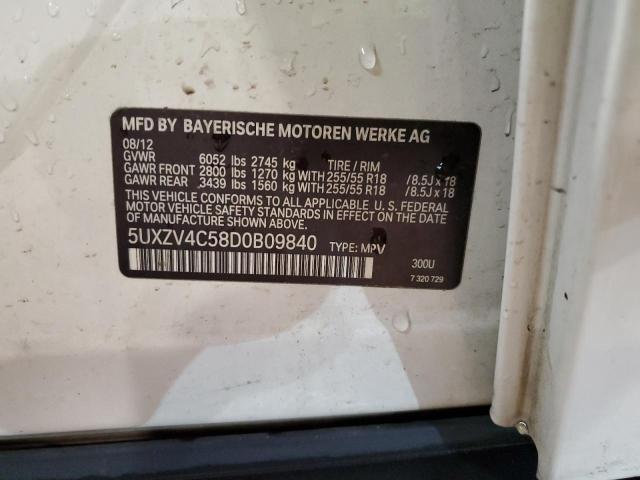 MFD BY BAYERISCHE MOTOREN WERKE AG
08/12
GVWR 6052 lbs 2745 kg TIRE / RIM
GAWR FRONT 2800 lbs 1270 kg WITH 255/55 R18 /8.5J x 18
GAWR REAR 3439 lbs 1560 kg WITH 255/55 R18 /8.5J x 18
THIS VEHICLE CONFORMS TO ALL APPLICABLE U. S. FEDERAL
MOTOR VEHICLE SAFETY STANDARDS IN EFFECT ON THE DATE
OF MANUFACTURE SHOWN ABOVE.
5UXZV4C58D0B09840 TYPE: MPV
300U
7 320 729